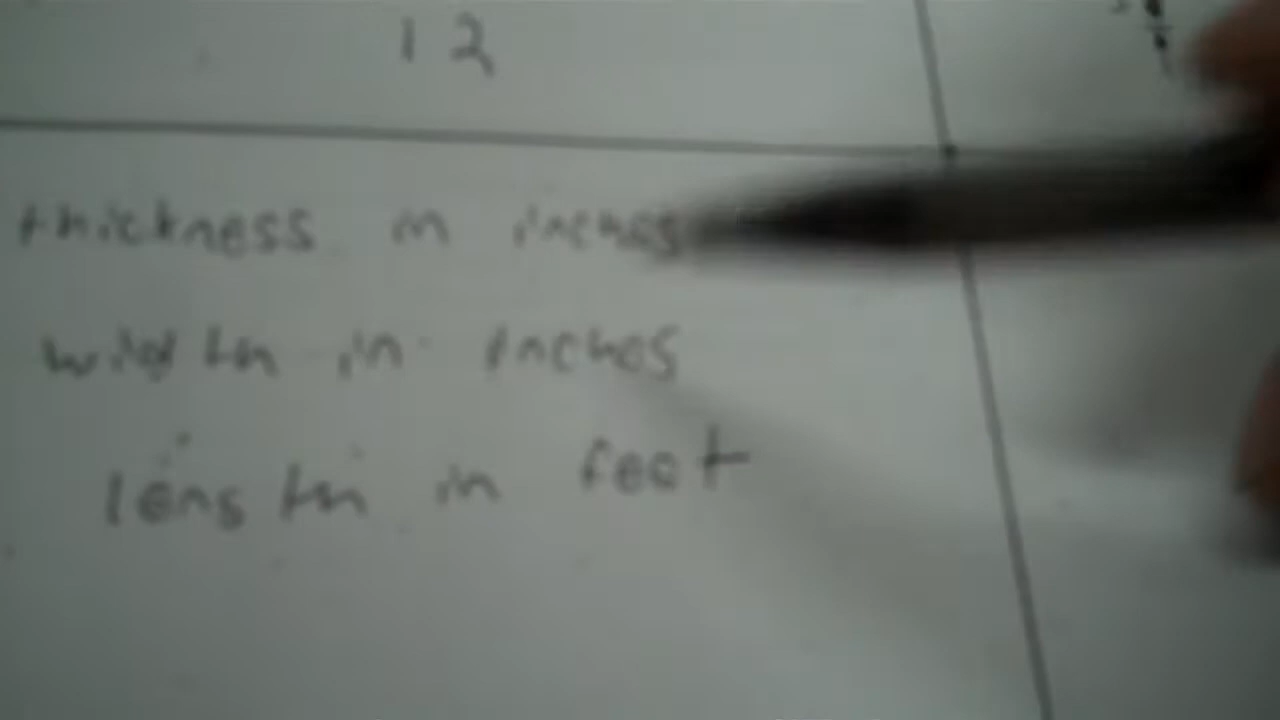 12
thickness in inches
width in inches
length in feet